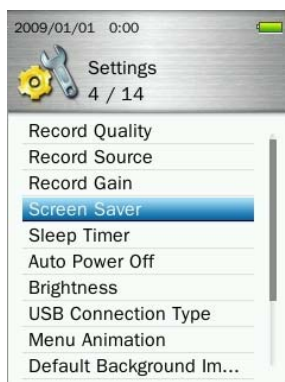 2009/01/01 0:00
Settings
4 / 14
Record Quality
Record Source
Record Gain
Screen Saver
Sleep Timer
Auto Power Off
Brightness
USB Connection Type
Menu Animation
Default Background Im...